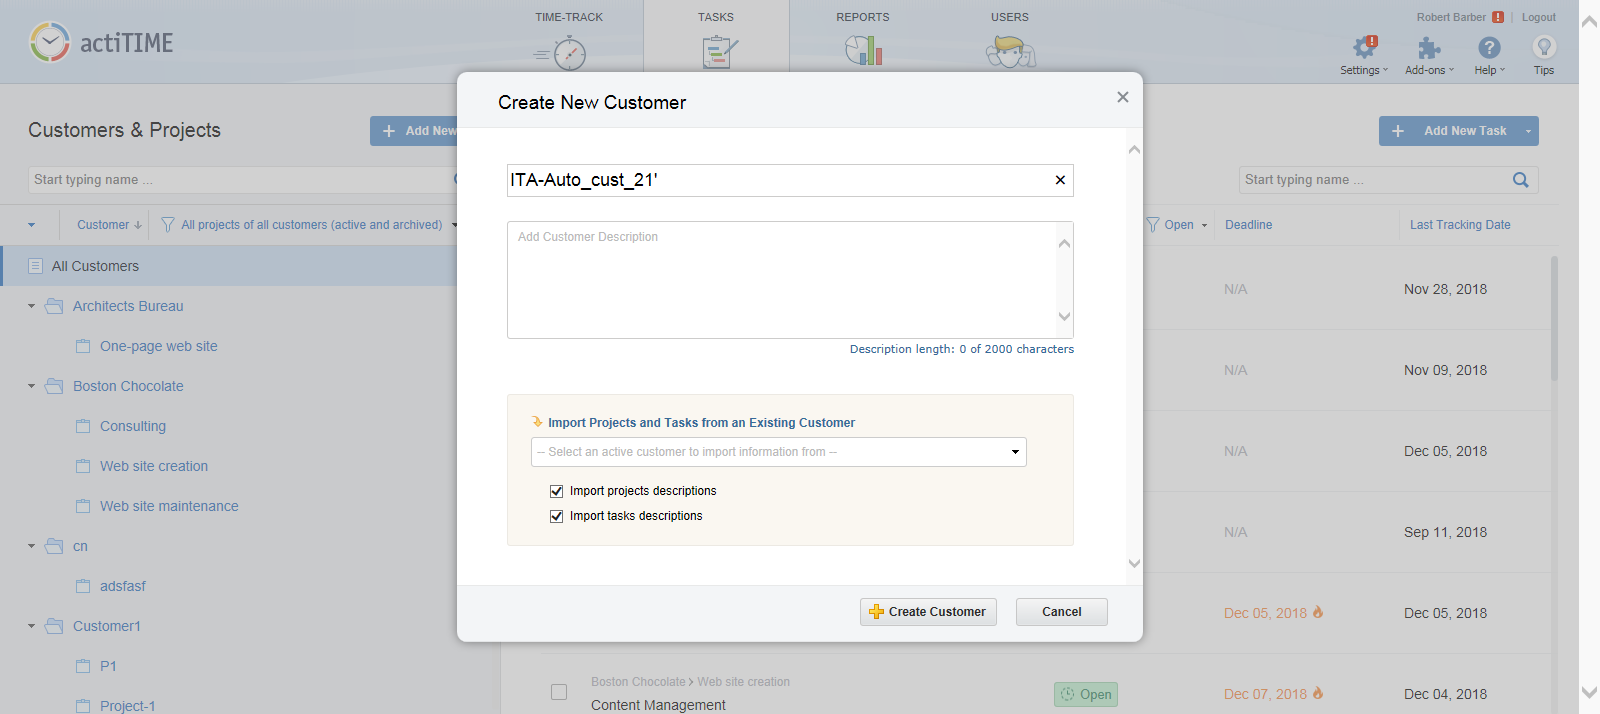 actiTIME
TIME-TRACK
TASKS
REPORTS
USERS
Robert Barber ! | Logout
Settings
Add-ons
Help
Tips
Customers & Projects
+ Add New
Start typing name ...
Customer
All projects of all customers (active and archived)
All Customers
Architects Bureau
One-page web site
Boston Chocolate
Consulting
Web site creation
Web site maintenance
cn
adsfasf
Customer1
P1
Project-1
Create New Customer
ITA-Auto_cust_21'
Add Customer Description
Description length: 0 of 2000 characters
Import Projects and Tasks from an Existing Customer
-- Select an active customer to import information from --
Import projects descriptions
Import tasks descriptions
Create Customer
Cancel
+ Add New Task
Start typing name ...
Open
Deadline
Last Tracking Date
N/A
Nov 28, 2018
N/A
Nov 09, 2018
N/A
Dec 05, 2018
N/A
Sep 11, 2018
Dec 05, 2018
Dec 05, 2018
Boston Chocolate > Web site creation
Content Management
Open
Dec 07, 2018
Dec 04, 2018